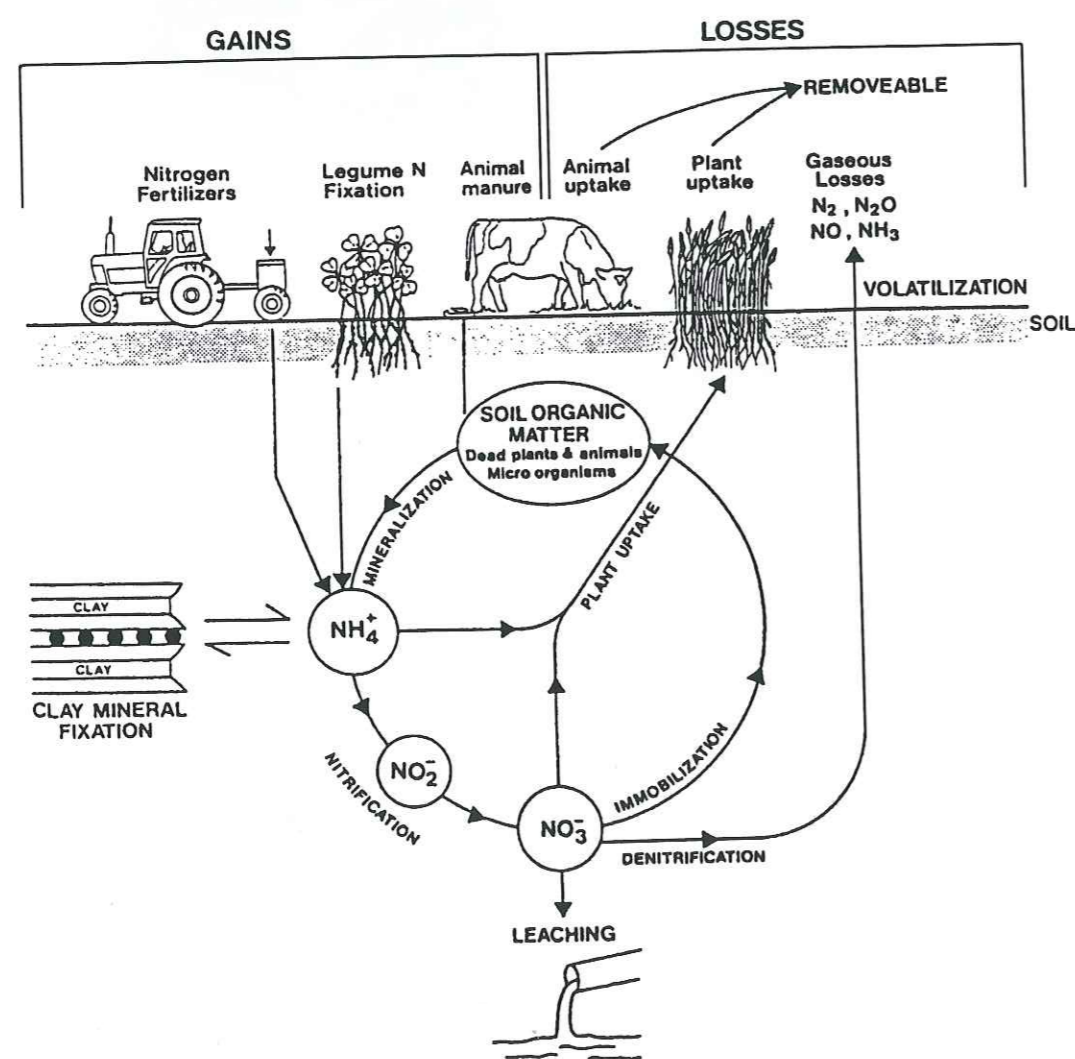 GAINS
LOSSES
REMOVEABLE
Nitrogen
Fertilizers
Legume N
Fixation
Animal
manure
Animal
uptake
Plant
uptake
Gaseous
Losses
N₂ , N₂O
NO , NH₃
VOLATILIZATION
SOIL
SOIL ORGANIC
MATTER
Dead plants & animals
Micro organisms
MINERALIZATION
PLANT UPTAKE
CLAY
CLAY
CLAY MINERAL
FIXATION
NH₄⁺
NO₂⁻
NITRIFICATION
NO₃⁻
IMMOBILIZATION
DENITRIFICATION
LEACHING